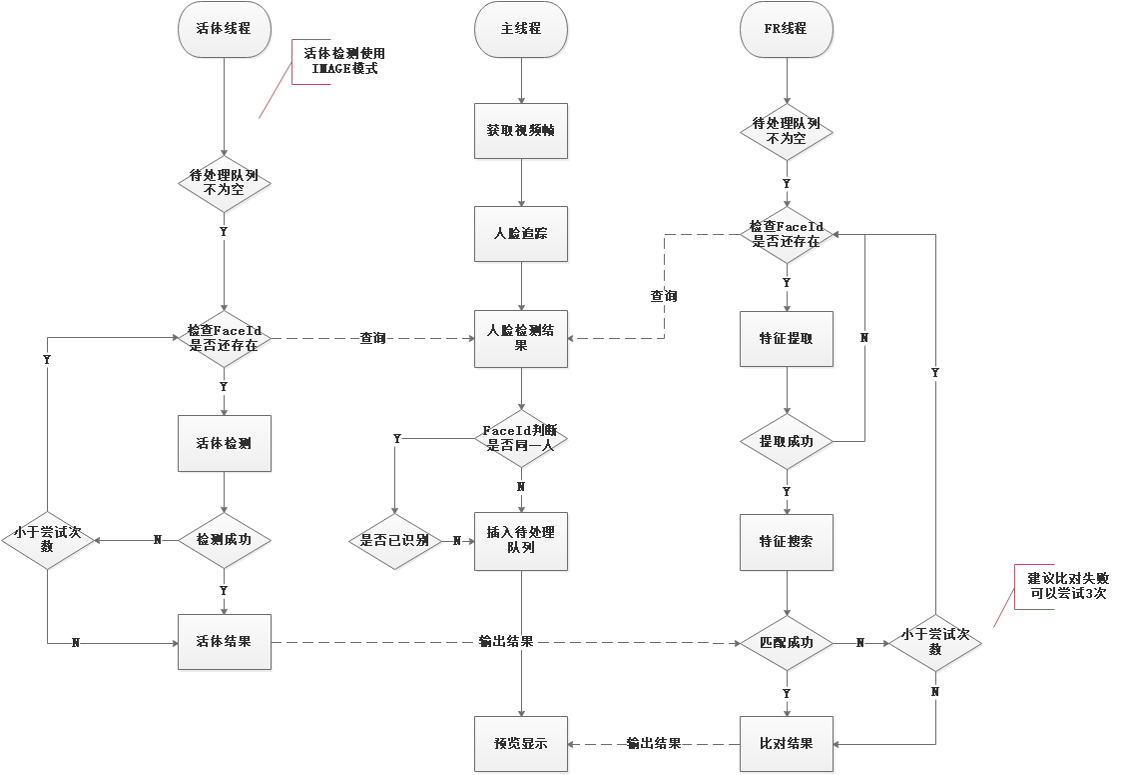 活体线程
主线程
FR线程
活体检测使用
IMAGE模式
获取视频帧
待处理队列
不为空
待处理队列
不为空
Y
Y
人脸追踪
检查FaceId
是否还存在
查询
Y
检查FaceId
是否还存在
查询
人脸检测结
果
特征提取
N
Y
Y
Y
活体检测
Y
FaceId判断
是否同一人
提取成功
N
Y
小于尝试次
数
N
检测成功
是否已识别
N
插入待处理
队列
特征搜索
Y
建议比对失败
可以尝试3次
N
活体结果
输出结果
匹配成功
N
小于尝试次
数
Y
N
预览显示
输出结果
比对结果